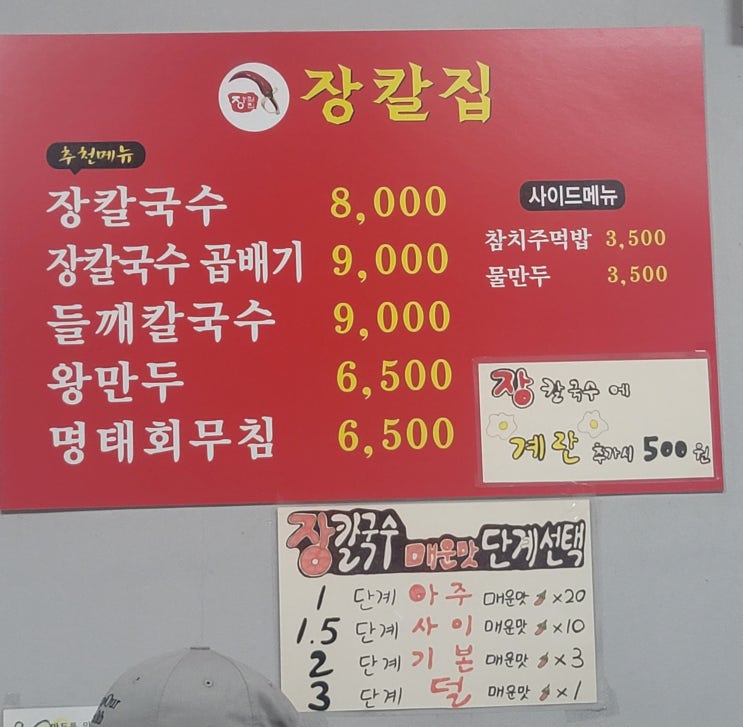 장칼집
추천메뉴
장칼국수 8,000
장칼국수 곱배기 9,000
들깨칼국수 9,000
왕만두 6,500
명태회무침 6,500
사이드메뉴
참치주먹밥 3,500
물만두 3,500
장칼국수에
계란 추가시 500원
장칼국수 매운맛 단계선택
1 단계 아주 매운맛 ×20
1.5 단계 사이 매운맛 ×10
2 단계 기본 매운맛 ×3
3 단계 덜 매운맛 ×1